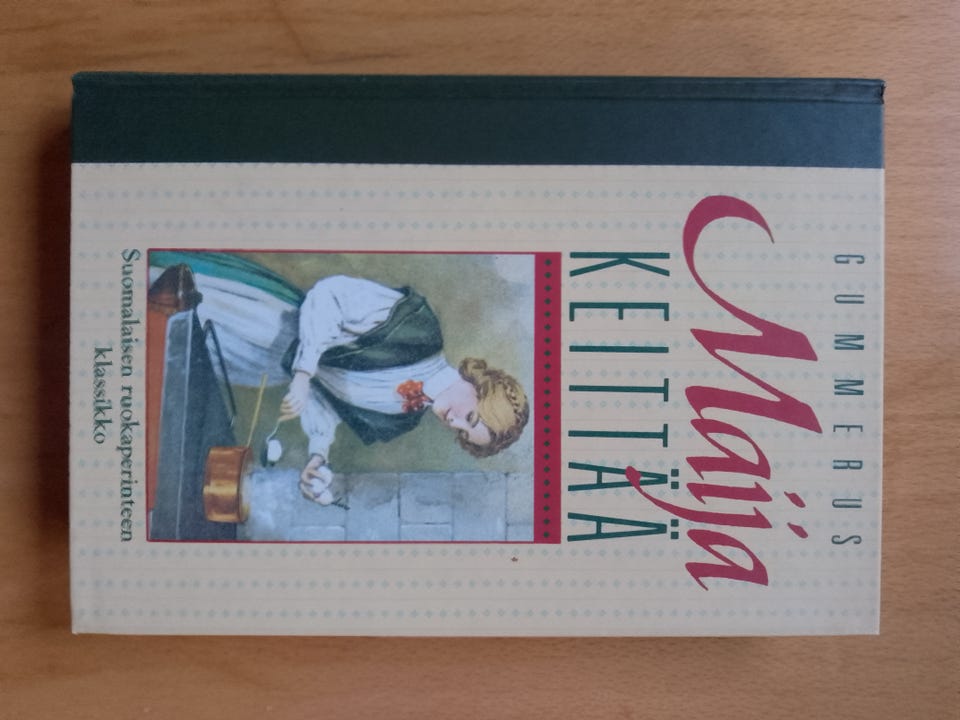 GUMMERUS
Maija
KEITTÄÄ
Suomalaisen ruokaperinteen
klassikko